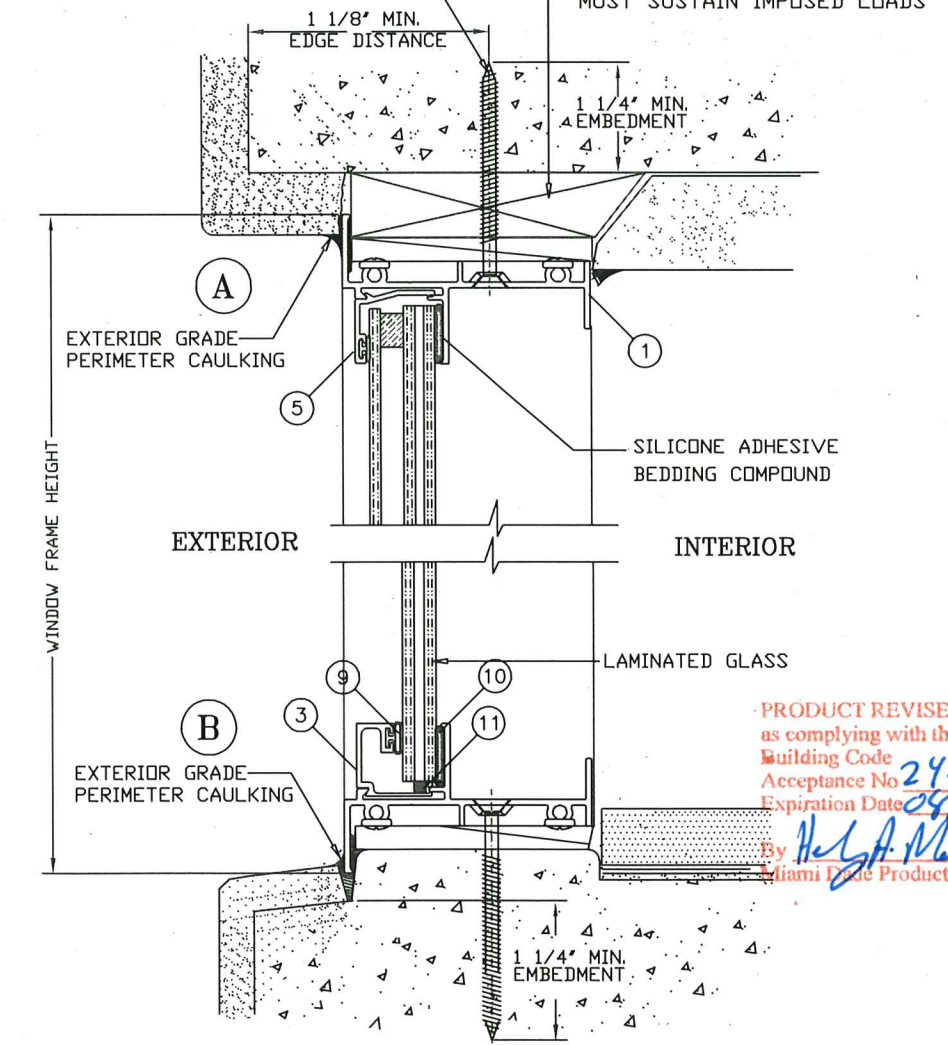 MUST SUSTAIN IMPOSED LOADS
1 1/8" MIN.
EDGE DISTANCE
1 1/4" MIN.
EMBEDMENT
A
EXTERIOR GRADE
PERIMETER CAULKING
1
5
SILICONE ADHESIVE
BEDDING COMPOUND
WINDOW FRAME HEIGHT
EXTERIOR
INTERIOR
LAMINATED GLASS
9
10
3
11
B
EXTERIOR GRADE
PERIMETER CAULKING
PRODUCT REVISE
as complying with th
Building Code
Acceptance No 24
Expiration Date 08
By
Miami Dade Product
1 1/4" MIN.
EMBEDMENT